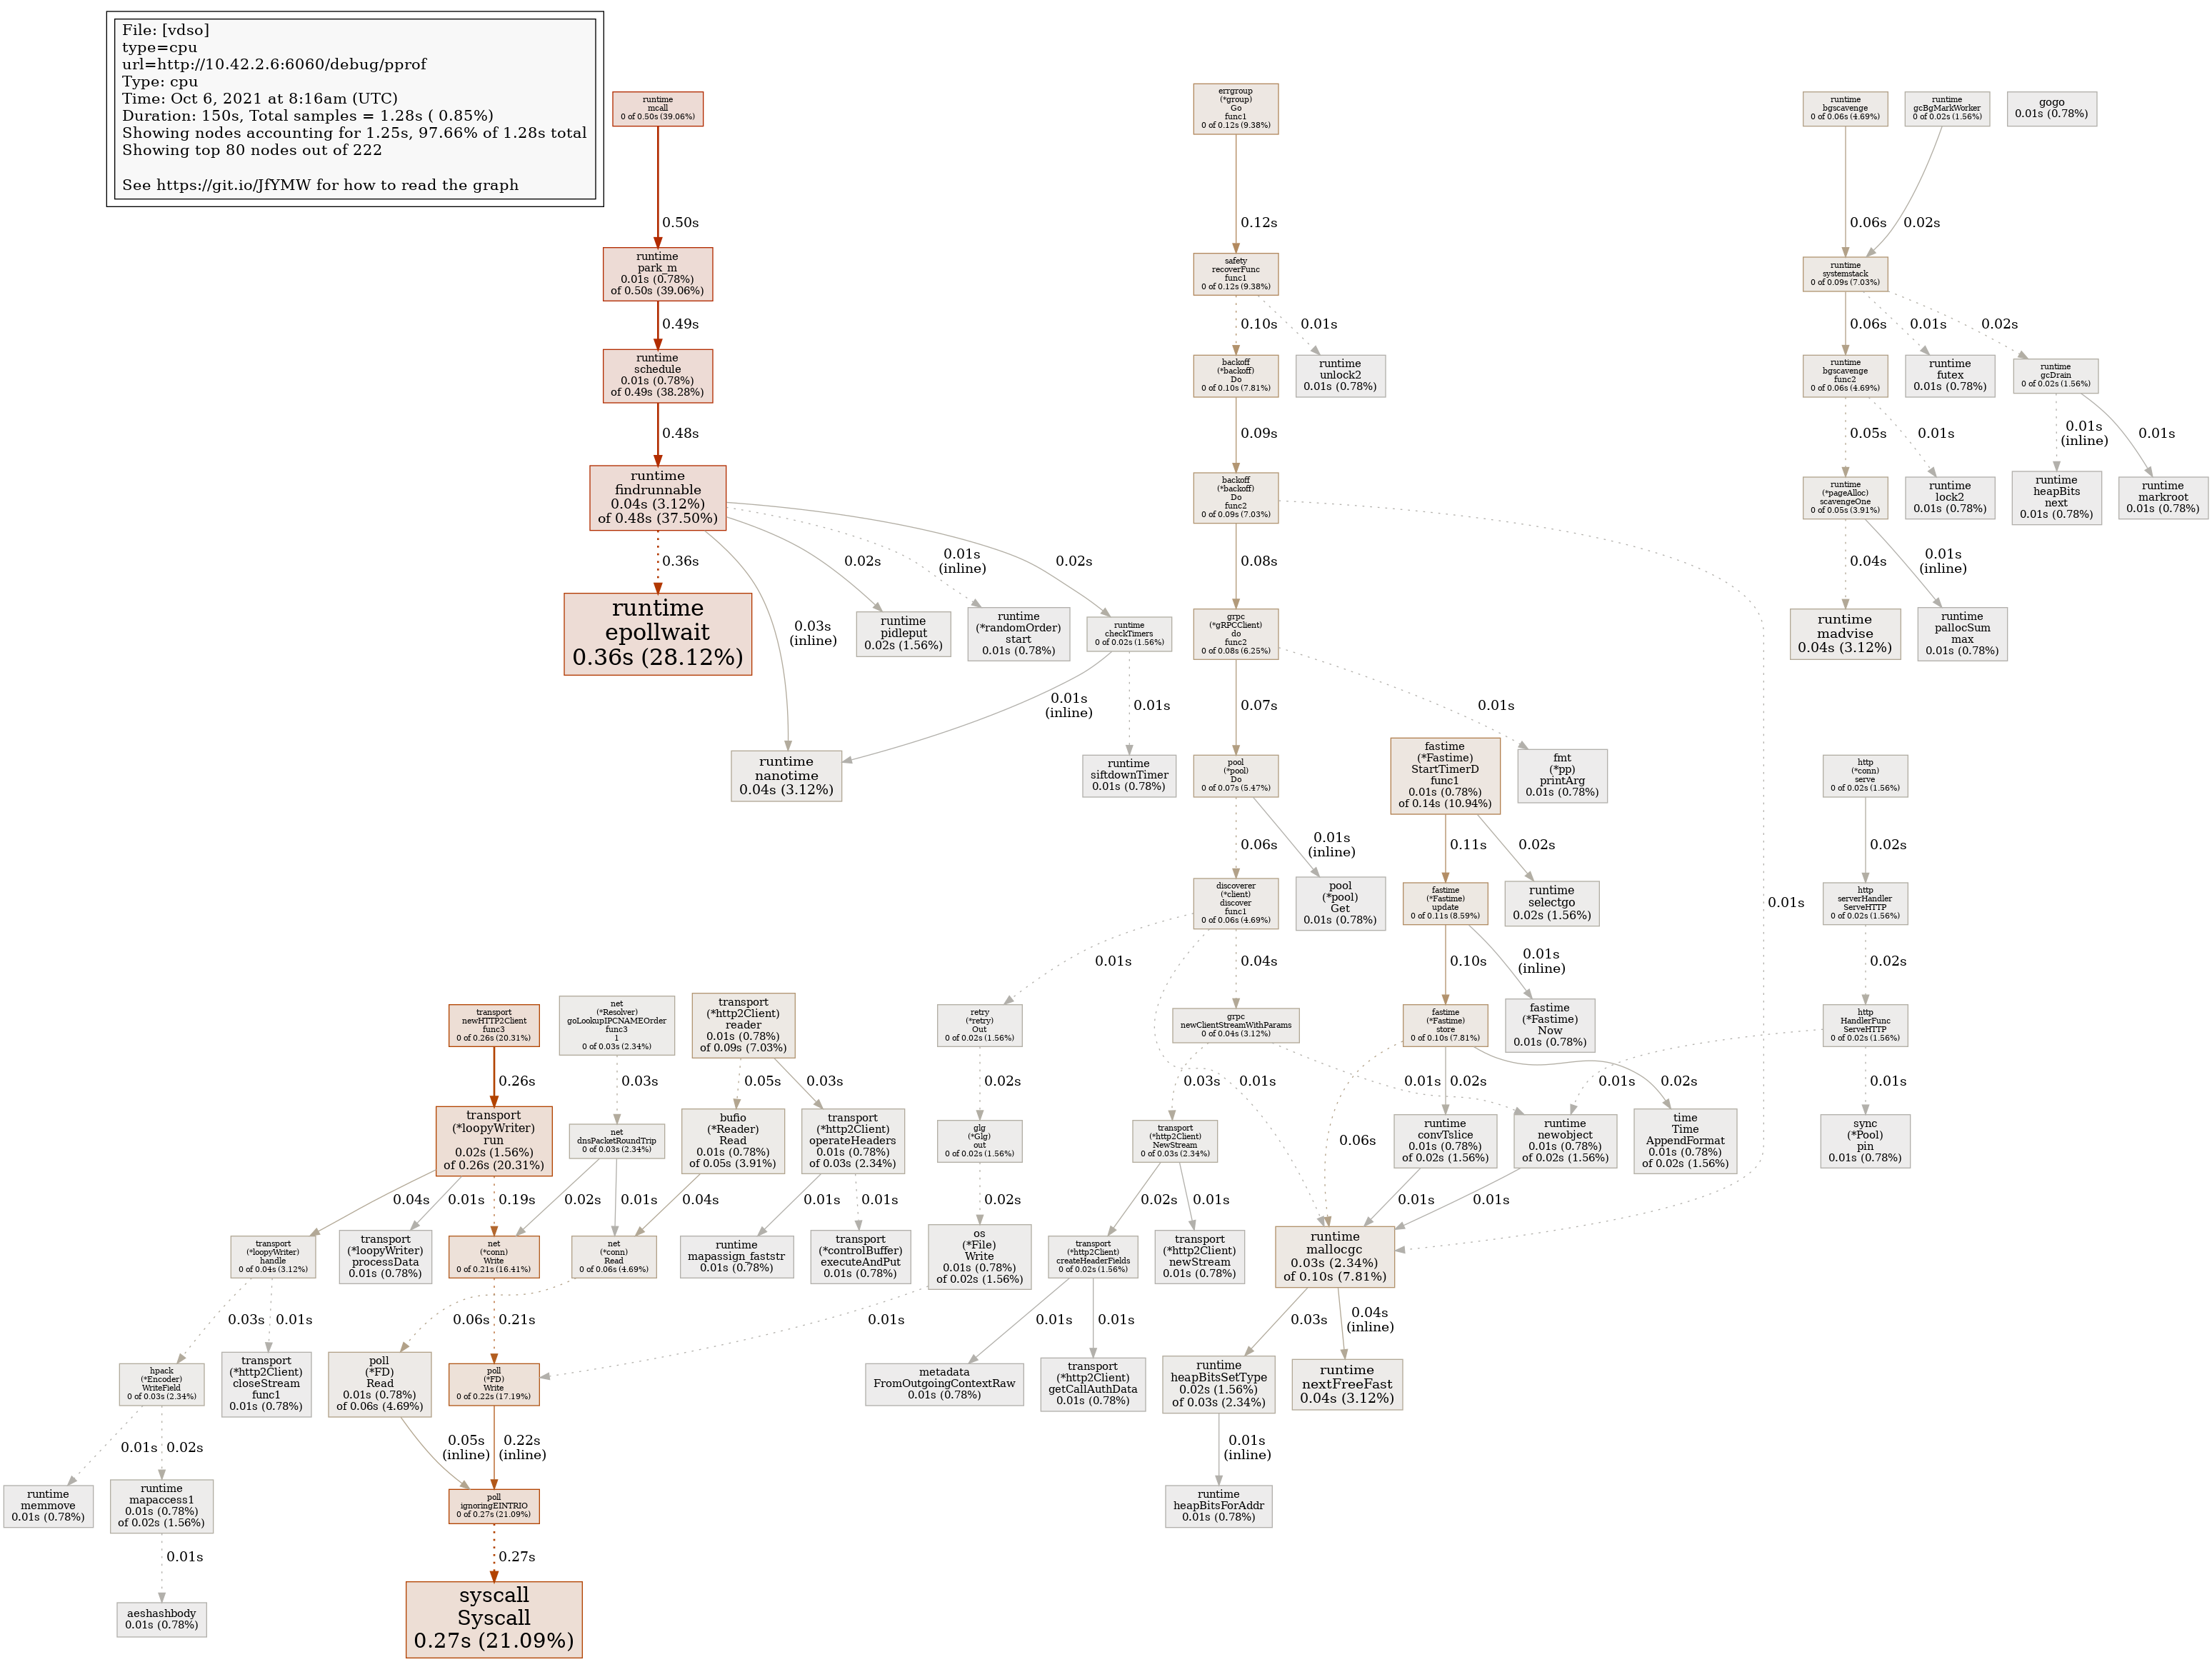 File: [vdso]
type=cpu
url=http://10.42.2.6:6060/debug/pprof
Type: cpu
Time: Oct 6, 2021 at 8:16am (UTC)
Duration: 150s, Total samples = 1.28s ( 0.85%)
Showing nodes accounting for 1.25s, 97.66% of 1.28s total
Showing top 80 nodes out of 222
See https://git.io/JfYMW for how to read the graph
runtime
mcall
0 of 0.50s (39.06%)
errgroup
(*group)
Go
func1
0 of 0.12s (9.38%)
runtime
bgscavenge
0 of 0.06s (4.69%)
runtime
gcBgMarkWorker
0 of 0.02s (1.56%)
gogo
0.01s (0.78%)
0.50s
0.12s
0.06s
0.02s
runtime
park_m
0.01s (0.78%)
of 0.50s (39.06%)
safety
recoverFunc
func1
0 of 0.12s (9.38%)
runtime
systemstack
0 of 0.09s (7.03%)
0.49s
0.10s
0.01s
0.06s
0.01s
0.02s
runtime
schedule
0.01s (0.78%)
of 0.49s (38.28%)
backoff
(*backoff)
Do
0 of 0.10s (7.81%)
runtime
unlock2
0.01s (0.78%)
runtime
bgscavenge
func2
0 of 0.06s (4.69%)
runtime
futex
0.01s (0.78%)
runtime
gcDrain
0 of 0.02s (1.56%)
0.48s
0.09s
0.05s
0.01s
0.01s
(inline)
0.01s
runtime
findrunnable
0.04s (3.12%)
of 0.48s (37.50%)
backoff
(*backoff)
Do
func2
0 of 0.09s (7.03%)
runtime
(*pageAlloc)
scavengeOne
0 of 0.05s (3.91%)
runtime
lock2
0.01s (0.78%)
runtime
heapBits
next
0.01s (0.78%)
runtime
markroot
0.01s (0.78%)
0.36s
0.03s
(inline)
0.02s
0.01s
(inline)
0.02s
0.08s
0.01s
0.04s
0.01s
(inline)
runtime
epollwait
0.36s (28.12%)
runtime
pidleput
0.02s (1.56%)
runtime
(*randomOrder)
start
0.01s (0.78%)
runtime
checkTimers
0 of 0.02s (1.56%)
grpc
(*gRPCClient)
do
func2
0 of 0.08s (6.25%)
runtime
madvise
0.04s (3.12%)
runtime
pallocSum
max
0.01s (0.78%)
0.01s
(inline)
0.01s
0.07s
0.01s
runtime
nanotime
0.04s (3.12%)
runtime
siftdownTimer
0.01s (0.78%)
pool
(*pool)
Do
0 of 0.07s (5.47%)
fastime
(*Fastime)
StartTimerD
func1
0.01s (0.78%)
of 0.14s (10.94%)
fmt
(*pp)
printArg
0.01s (0.78%)
http
(*conn)
serve
0 of 0.02s (1.56%)
0.06s
0.01s
(inline)
0.11s
0.02s
0.02s
discoverer
(*client)
discover
func1
0 of 0.06s (4.69%)
pool
(*pool)
Get
0.01s (0.78%)
fastime
(*Fastime)
update
0 of 0.11s (8.59%)
runtime
selectgo
0.02s (1.56%)
http
serverHandler
ServeHTTP
0 of 0.02s (1.56%)
0.01s
0.01s
0.04s
0.10s
0.01s
(inline)
0.02s
transport
newHTTP2Client
func3
0 of 0.26s (20.31%)
net
(*Resolver)
goLookupIPCNAMEOrder
func3
1
0 of 0.03s (2.34%)
transport
(*http2Client)
reader
0.01s (0.78%)
of 0.09s (7.03%)
retry
(*retry)
Out
0 of 0.02s (1.56%)
grpc
newClientStreamWithParams
0 of 0.04s (3.12%)
fastime
(*Fastime)
store
0 of 0.10s (7.81%)
fastime
(*Fastime)
Now
0.01s (0.78%)
http
HandlerFunc
ServeHTTP
0 of 0.02s (1.56%)
0.26s
0.03s
0.05s
0.03s
0.02s
0.03s
0.01s
0.06s
0.02s
0.02s
0.01s
0.01s
transport
(*loopyWriter)
run
0.02s (1.56%)
of 0.26s (20.31%)
net
dnsPacketRoundTrip
0 of 0.03s (2.34%)
bufio
(*Reader)
Read
0.01s (0.78%)
of 0.05s (3.91%)
transport
(*http2Client)
operateHeaders
0.01s (0.78%)
of 0.03s (2.34%)
glg
(*Glg)
out
0 of 0.02s (1.56%)
transport
(*http2Client)
NewStream
0 of 0.03s (2.34%)
runtime
convTslice
0.01s (0.78%)
of 0.02s (1.56%)
runtime
newobject
0.01s (0.78%)
of 0.02s (1.56%)
time
Time
AppendFormat
0.01s (0.78%)
of 0.02s (1.56%)
sync
(*Pool)
pin
0.01s (0.78%)
0.04s
0.01s
0.19s
0.02s
0.01s
0.04s
0.01s
0.01s
0.02s
0.02s
0.01s
0.01s
0.01s
transport
(*loopyWriter)
handle
0 of 0.04s (3.12%)
transport
(*loopyWriter)
processData
0.01s (0.78%)
net
(*conn)
Write
0 of 0.21s (16.41%)
net
(*conn)
Read
0 of 0.06s (4.69%)
runtime
mapassign_faststr
0.01s (0.78%)
transport
(*controlBuffer)
executeAndPut
0.01s (0.78%)
os
(*File)
Write
0.01s (0.78%)
of 0.02s (1.56%)
transport
(*http2Client)
createHeaderFields
0 of 0.02s (1.56%)
transport
(*http2Client)
newStream
0.01s (0.78%)
runtime
mallocgc
0.03s (2.34%)
of 0.10s (7.81%)
0.03s
0.01s
0.06s
0.21s
0.01s
0.01s
0.01s
0.03s
0.04s
(inline)
hpack
(*Encoder)
WriteField
0 of 0.03s (2.34%)
transport
(*http2Client)
closeStream
func1
0.01s (0.78%)
poll
(*FD)
Read
0.01s (0.78%)
of 0.06s (4.69%)
poll
(*FD)
Write
0 of 0.22s (17.19%)
metadata
FromOutgoingContextRaw
0.01s (0.78%)
transport
(*http2Client)
getCallAuthData
0.01s (0.78%)
runtime
heapBitsSetType
0.02s (1.56%)
of 0.03s (2.34%)
runtime
nextFreeFast
0.04s (3.12%)
0.01s
0.02s
0.05s
(inline)
0.22s
(inline)
0.01s
(inline)
runtime
memmove
0.01s (0.78%)
runtime
mapaccess1
0.01s (0.78%)
of 0.02s (1.56%)
poll
ignoringEINTRIO
0 of 0.27s (21.09%)
runtime
heapBitsForAddr
0.01s (0.78%)
0.01s
0.27s
aeshashbody
0.01s (0.78%)
syscall
Syscall
0.27s (21.09%)